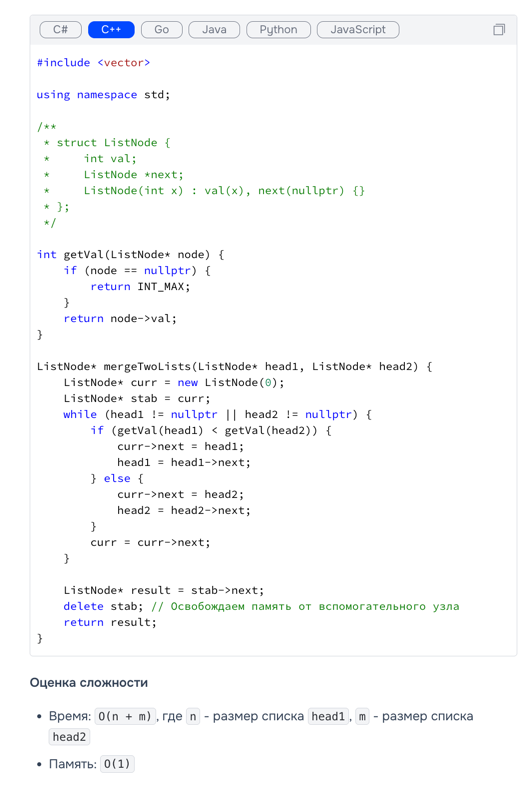 C# C++ Go Java Python JavaScript
#include <vector>
using namespace std;
/**
 * struct ListNode {
 *     int val;
 *     ListNode *next;
 *     ListNode(int x) : val(x), next(nullptr) {}
 * };
 */
int getVal(ListNode* node) {
    if (node == nullptr) {
        return INT_MAX;
    }
    return node->val;
}
ListNode* mergeTwoLists(ListNode* head1, ListNode* head2) {
    ListNode* curr = new ListNode(0);
    ListNode* stab = curr;
    while (head1 != nullptr || head2 != nullptr) {
        if (getVal(head1) < getVal(head2)) {
            curr->next = head1;
            head1 = head1->next;
        } else {
            curr->next = head2;
            head2 = head2->next;
        }
        curr = curr->next;
    }
    ListNode* result = stab->next;
    delete stab; // Освобождаем память от вспомогательного узла
    return result;
}
Оценка сложности
• Время: O(n + m), где n - размер списка head1, m - размер списка
head2
• Память: O(1)